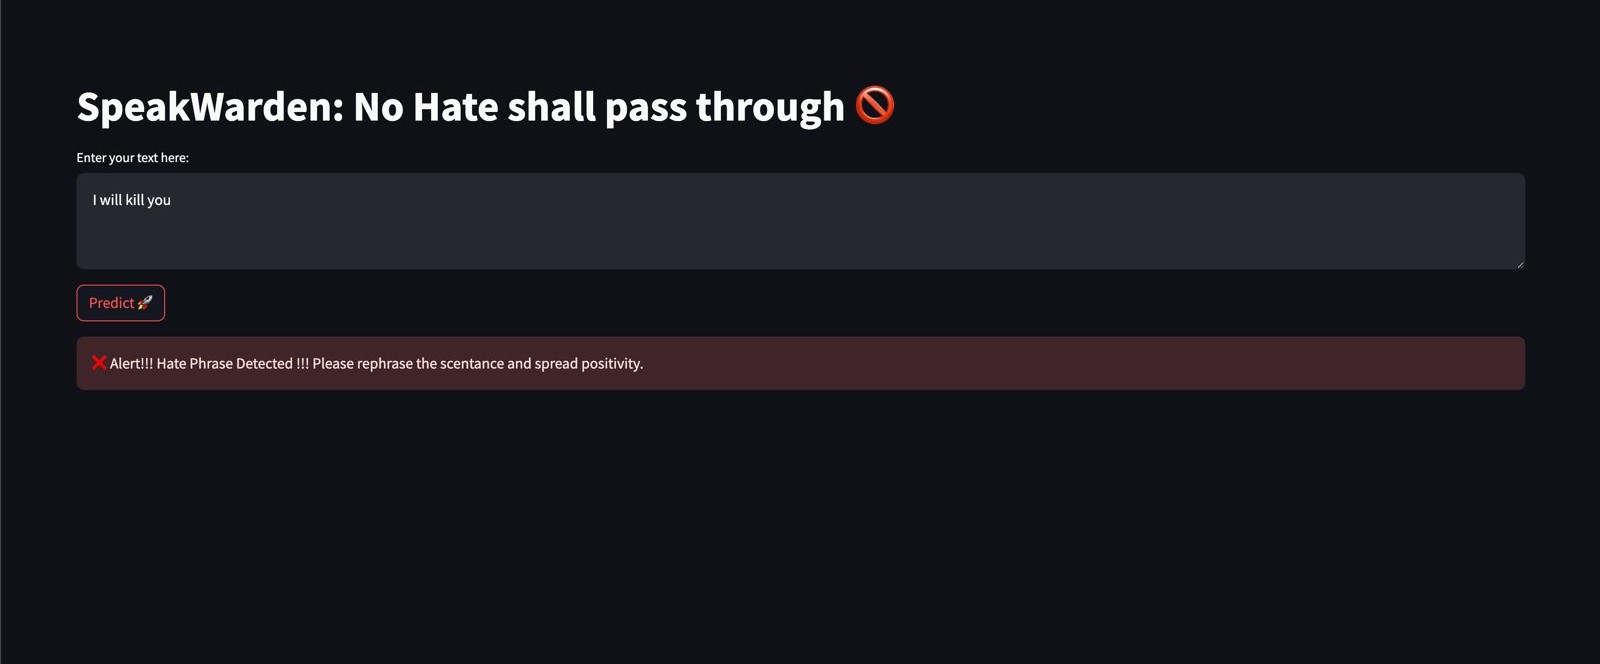 SpeakWarden: No Hate shall pass through 🚫
Enter your text here:
I will kill you
Predict 🚀
❌ Alert!!! Hate Phrase Detected !!! Please rephrase the scentance and spread positivity.